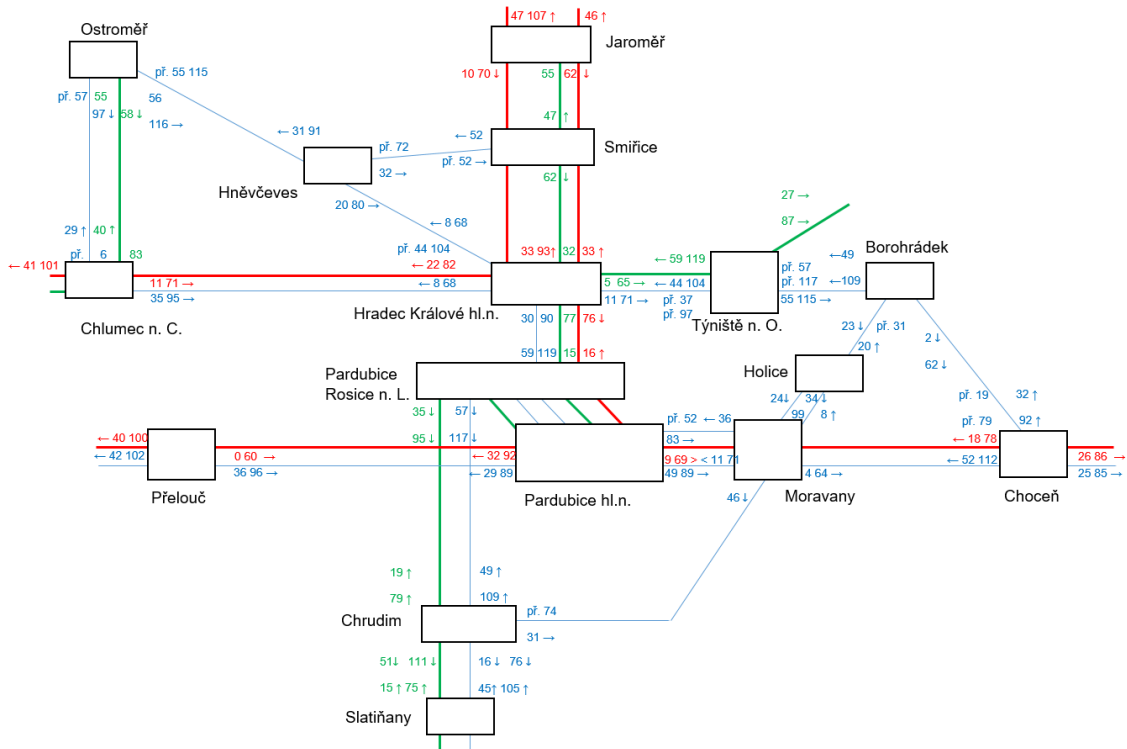 47 107 ↑ 46 ↑
Ostroměř
Jaroměř
př. 55 115
10 70 ↓ 55 62 ↓
př. 57 55 56
97 ↓ 58 ↓
116 →
47 ↑
← 31 91
← 52
př. 72
Smiřice
př. 52 →
32 →
62 ↓
Hněvčeves
20 80 →
27 →
87 →
← 8 68
29 ↑ 40 ↑
př. 44 104
33 93 ↑ 32 33 ↑
Borohrádek
př. 6 83
← 49
← 59 119
př. 57
← 41 101
← 22 82
11 71 →
← 8 68
5 65 →
← 44 104
př. 117
← 109
35 95 →
11 71 →
př. 37
55 115 →
př. 97
Hradec Králové hl.n.
Chlumec n. C.
Týniště n. O.
30 90 77 76 ↓
23 ↓ př. 31
2 ↓
20 ↑
59 119 15 16 ↑
62 ↓
Pardubice
Rosice n. L.
Holice
35 ↓ 57 ↓
24 ↓ 34 ↓
př. 19 32 ↑
99 8 ↑
př. 52 ← 36
př. 79 92 ↑
← 40 100
95 ↓ 117 ↓
83 →
← 18 78
← 42 102
0 60 →
← 32 92
9 69 > < 11 71
← 52 112
26 86 →
36 96 →
← 29 89
49 89 →
4 64 →
25 85 →
Přelouč
Pardubice hl.n.
46 ↓
Moravany
Choceň
19 ↑ 49 ↑
79 ↑ 109 ↑
Chrudim
př. 74
31 →
51 ↓ 111 ↓ 16 ↓ 76 ↓
15 ↑ 75 ↑ 45 ↑ 105 ↑
Slatiňany